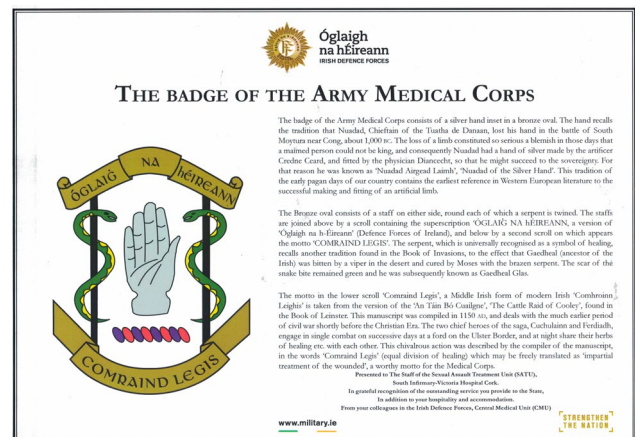 Óglaigh
na hÉireann
IRISH DEFENCE FORCES
THE BADGE OF THE ARMY MEDICAL CORPS
The badge of the Army Medical Corps consists of a silver hand inset in a bronze oval. The hand recalls
the tradition that Nuadad, Chieftain of the Tuatha de Danaan, lost his hand in the battle of South
Moytura near Cong, about 1,000 BC. The loss of a limb constituted so serious a blemish in those days that
a maimed person could not be king, and consequently Nuadad had a hand of silver made by the artificer
Credne Ceard, and fitted by the physician Diancecht, so that he might succeed to the sovereignty. For
that reason he was known as 'Nuadad Airgead Laimh', 'Nuadad of the Silver Hand'. This tradition of
the early pagan days of our country contains the earliest reference in Western European literature to the
successful making and fitting of an artificial limb.
The Bronze oval consists of a staff on either side, round each of which a serpent is twined. The staffs
are joined above by a scroll containing the superscription 'ÓGLAIĠ NA hÉIREANN, a version of
'Óglaigh na h-Éireann' (Defence Forces of Ireland), and below by a second scroll on which appears
the motto 'COMRAIND LEGIS'. The serpent, which is universally recognised as a symbol of healing,
recalls another tradition found in the Book of Invasions, to the effect that Gaedheal (ancestor of the
Irish) was bitten by a viper in the desert and cured by Moses with the brazen serpent. The scar of the
snake bite remained green and he was subsequently known as Gaedheal Glas.
The motto in the lower scroll 'Comraind Legis', a Middle Irish form of modern Irish 'Comhroinn
Leighis' is taken from the version of the 'An Táin Bó Cuailgne', 'The Cattle Raid of Cooley', found in
the Book of Leinster. This manuscript was compiled in 1150 AD, and deals with the much earlier period
of civil war shortly before the Christian Era. The two chief heroes of the saga, Cuchulainn and Ferdiadh,
engage in single combat on successive days at a ford on the Ulster Border, and at night share their herbs
of healing etc. with each other. This chivalrous action was described by the compiler of the manuscript,
in the words 'Comraind Legis' (equal division of healing) which may be freely translated as 'impartial
treatment of the wounded', a worthy motto for the Medical Corps.
ÓGLAIĠ NA hÉIREANN
COMRAIND LEGIS
Presented to The Staff of the Sexual Assault Treatment Unit (SATU),
South Infirmary-Victoria Hospital Cork.
In grateful recognition of the outstanding service you provide to the State,
In addition to your hospitality and accommodation.
From your colleagues in the Irish Defence Forces, Central Medical Unit (CMU)
www.military.ie
STRENGTHEN
THE NATION